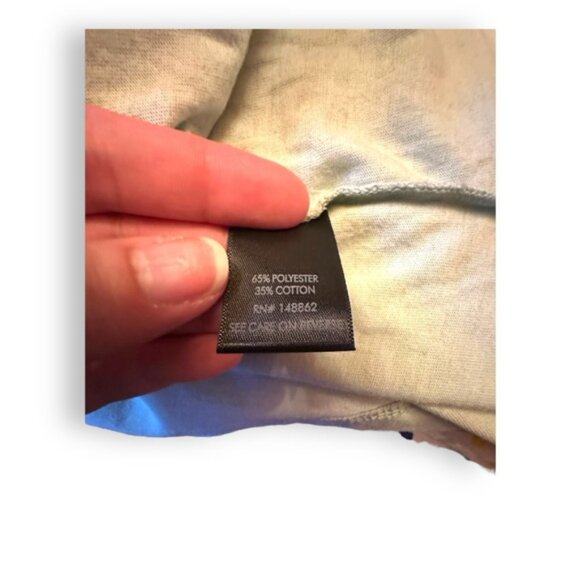 65% POLYESTER
35% COTTON
RN# 148862
SEE CARE ON REVERSE